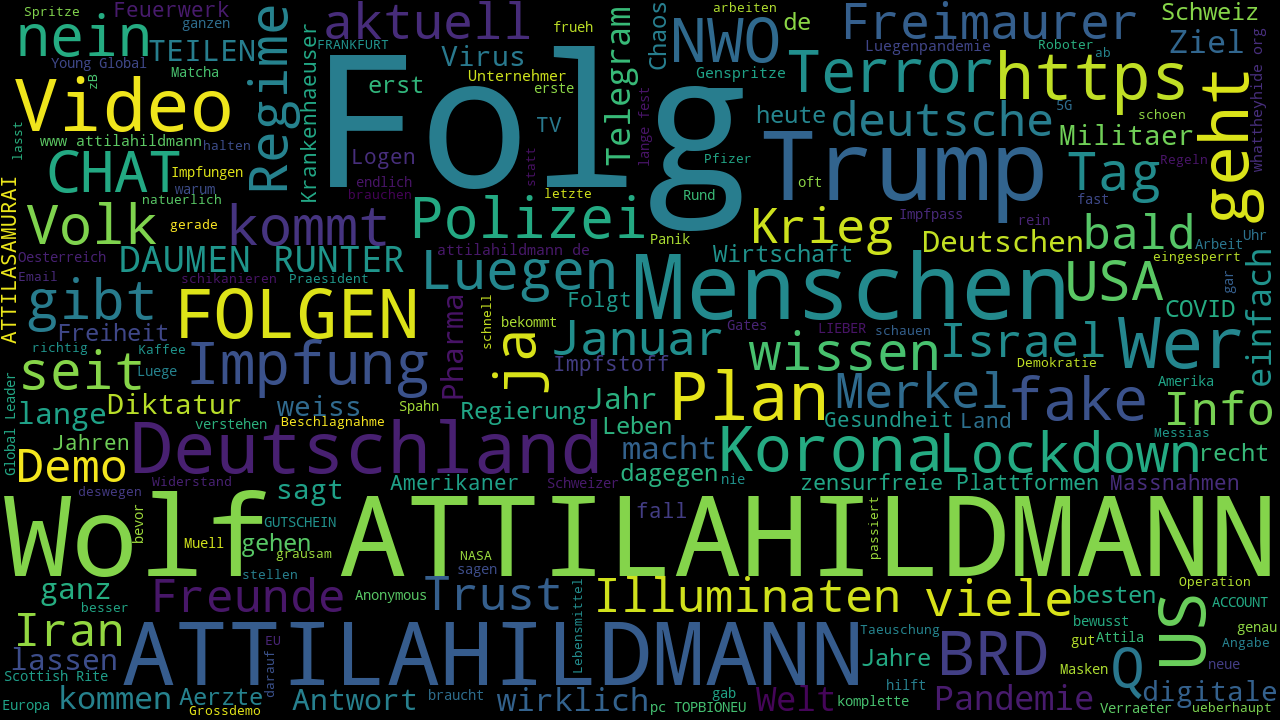 Spritze
Feuerwerk
ganzen
aktuell
frueh
arbeiten
de
Freimaurer
Schweiz
nein
TEILEN
FRANKFURT
Virus
Telegram
Chaos
NWO
Luegenpandemie
Roboter
ab
Ziel
Young Global
Matcha
zB
Regime
Krankenhaeuser
Folg
erst
Unternehmer
erste
Genspritze
Terror
https
whattheyhide org
Video
TV
heute
deutsche
5G
schoen
geht
lasst
www attilahildmann
halten
Logen
statt
lange fest
Pfizer
Trump
Militaer
CHAT
Impfungen
warum
endlich
brauchen
letzte
Rund
oft
Tag
Regeln
fast
ATTILASAMURAI
natuerlich
Volk
gerade
kommt
Polizei
Panik
Krieg
Impfpass
rein
Deutschen
bald
Arbeit
Uhr
Oesterreich
DAUMEN RUNTER
attilahildmann de
Wirtschaft
eingesperrt
Email
schikanieren
Praesident
Luegen
Menschen
USA
gar
einfach
gibt
FOLGEN
Pharma
schnell
Folgt
COVID
Freiheit
bekommt
ja
Januar
Gates
LIEBER
schauen
Israel
Wer
richtig
Kaffee
Impfung
Impfstoff
wissen
Demokratie
seit
Luege
Plan
Merkel
fake
Amerika
Global Leader
lange
Diktatur
weiss
Spahn
Regierung
Jahr
Gesundheit
Land
Info
verstehen
Beschlagnahme
Leben
Jahren
Deutschland
macht
Korona
Lockdown
Messias
recht
Demo
Widerstand
dagegen
nie
deswegen
sagt
Amerikaner
Schweizer
zensurfreie Plattformen
Massnahmen
Wolf
bevor
GUTSCHEIN
ATTILAHILDMANN
fall
passiert
Muell
gehen
grausam
NASA
sagen
stellen
ganz
besser
Freunde
Anonymous
Trust
Lebensmittel
Illuminaten
viele
besten
US
Operation
ACCOUNT
Iran
ATTILAHILDMANN
Taeuschung
bewusst
gut
Attila
genau
Angabe
lassen
EU
darauf
Jahre
BRD
Masken
Q
neue
Scottish Rite
hilft
Europa
kommen
Aerzte
Grossdemo
Antwort
braucht
wirklich
pc TOPBIONEU
gab
Welt
komplette
Pandemie
Verraeter
digitale
ueberhaupt